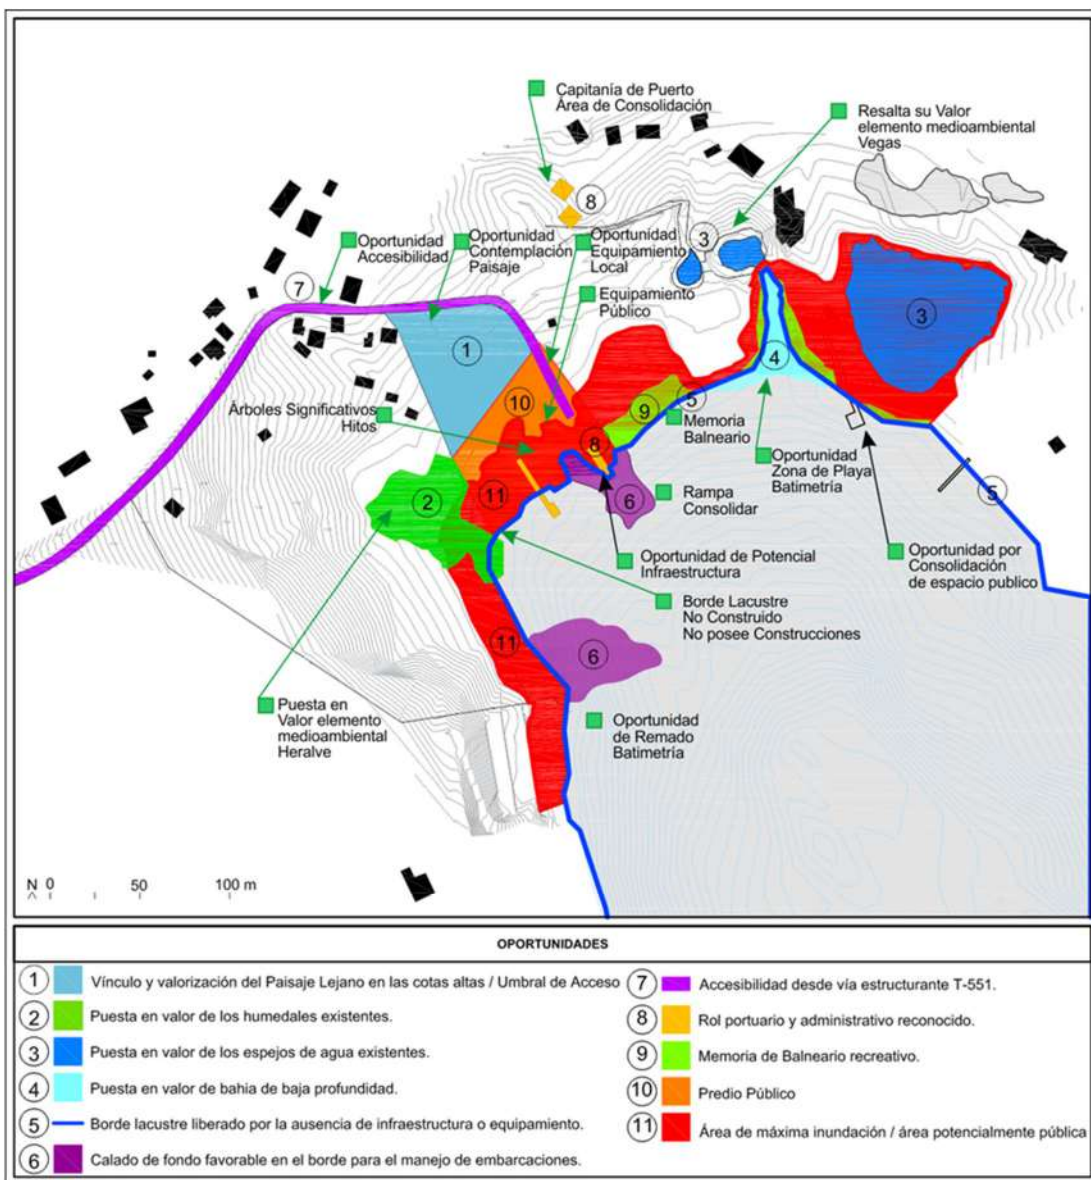 Capitanía de Puerto
Área de Consolidación
Resalta su Valor
elemento medioambiental
Vegas
8
3
Oportunidad
Accesibilidad
Oportunidad
Contemplación
Paisaje
Oportunidad
Equipamiento
Local
7
Equipamiento
Público
3
1
4
10
5
Árboles Significativos
Hitos
9
Memoria
Balneario
8
Oportunidad
Zona de Playa
Batimetría
2
11
6
Rampa
Consolidar
5
Oportunidad de Potencial
Infraestructura
Oportunidad por
Consolidación
de espacio publico
Borde Lacustre
No Construido
No posee Construcciones
11
6
Puesta en
Valor elemento
medioambiental
Heralve
Oportunidad
de Remado
Batimetría
N 0 50 100 m
OPORTUNIDADES
1 Vínculo y valorización del Paisaje Lejano en las cotas altas / Umbral de Acceso
2 Puesta en valor de los humedales existentes.
3 Puesta en valor de los espejos de agua existentes.
4 Puesta en valor de bahia de baja profundidad.
5 Borde lacustre liberado por la ausencia de infraestructura o equipamiento.
6 Calado de fondo favorable en el borde para el manejo de embarcaciones.
7 Accesibilidad desde vía estructurante T-551.
8 Rol portuario y administrativo reconocido.
9 Memoria de Balneario recreativo.
10 Predio Público
11 Área de máxima inundación / área potencialmente pública